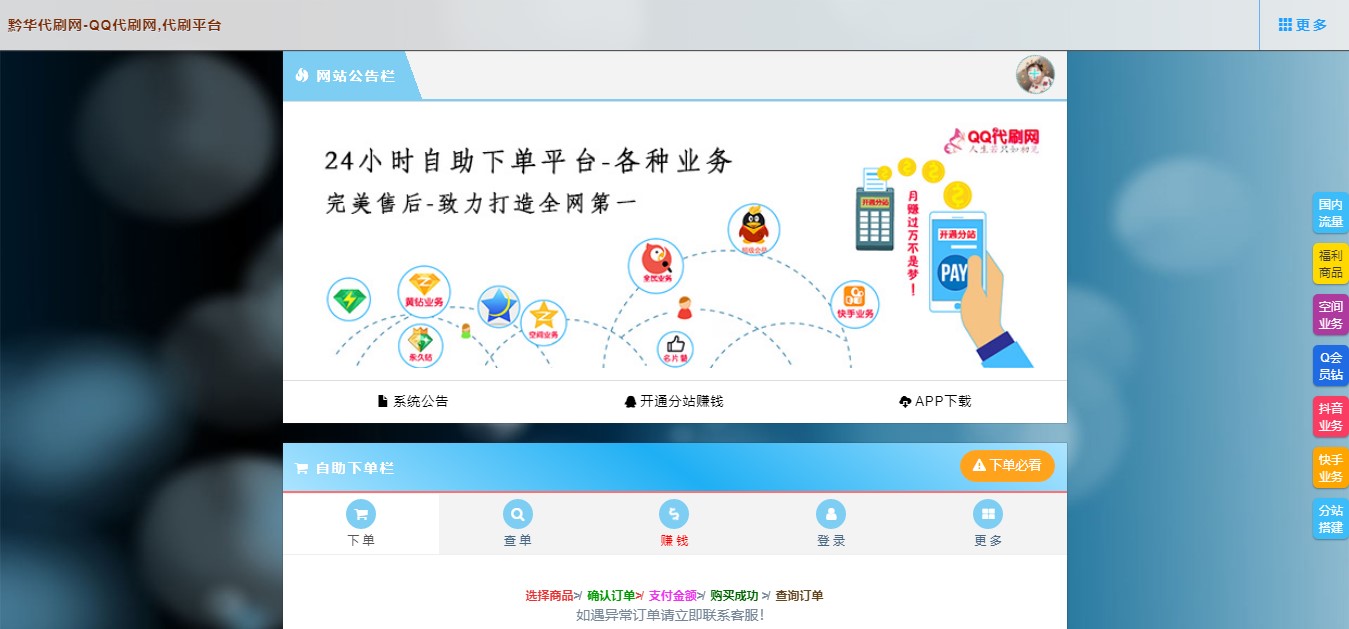 黔华代刷网-QQ代刷网,代刷平台
更多
网站公告栏
QQ代刷网
人生若只如初见
24小时自助下单平台-各种业务
完美售后-致力打造全网第一
月赚过万不是梦!
开通分站
开通分站
PAY
超级会员
全民业务
黄钻业务
空间业务
快手业务
永久钻
名片赞
系统公告
开通分站赚钱
APP下载
国内
流量
福利
商品
空间
业务
Q会
员钻
抖音
业务
快手
业务
分站
搭建
自助下单栏
下单必看
下单
查单
赚钱
登录
更多
选择商品>/ 确认订单>/ 支付金额>/ 购买成功 >/ 查询订单
如遇异常订单请立即联系客服!